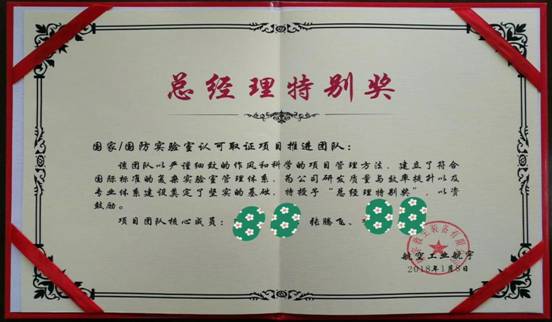 总经理特别奖
国家/国防实验室认可取证项目推进团队：
该团队以严谨细致的作风和科学的项目管理方法，建立了符合
国际标准的复杂实验室管理体系，为公司研发质量与效率提升以及
专业体系建设奠定了坚实的基础，特授予“总经理特别奖”，以资
鼓励。
项目团队核心成员： 张腾飞、
航空工业航宇
2018年1月8日